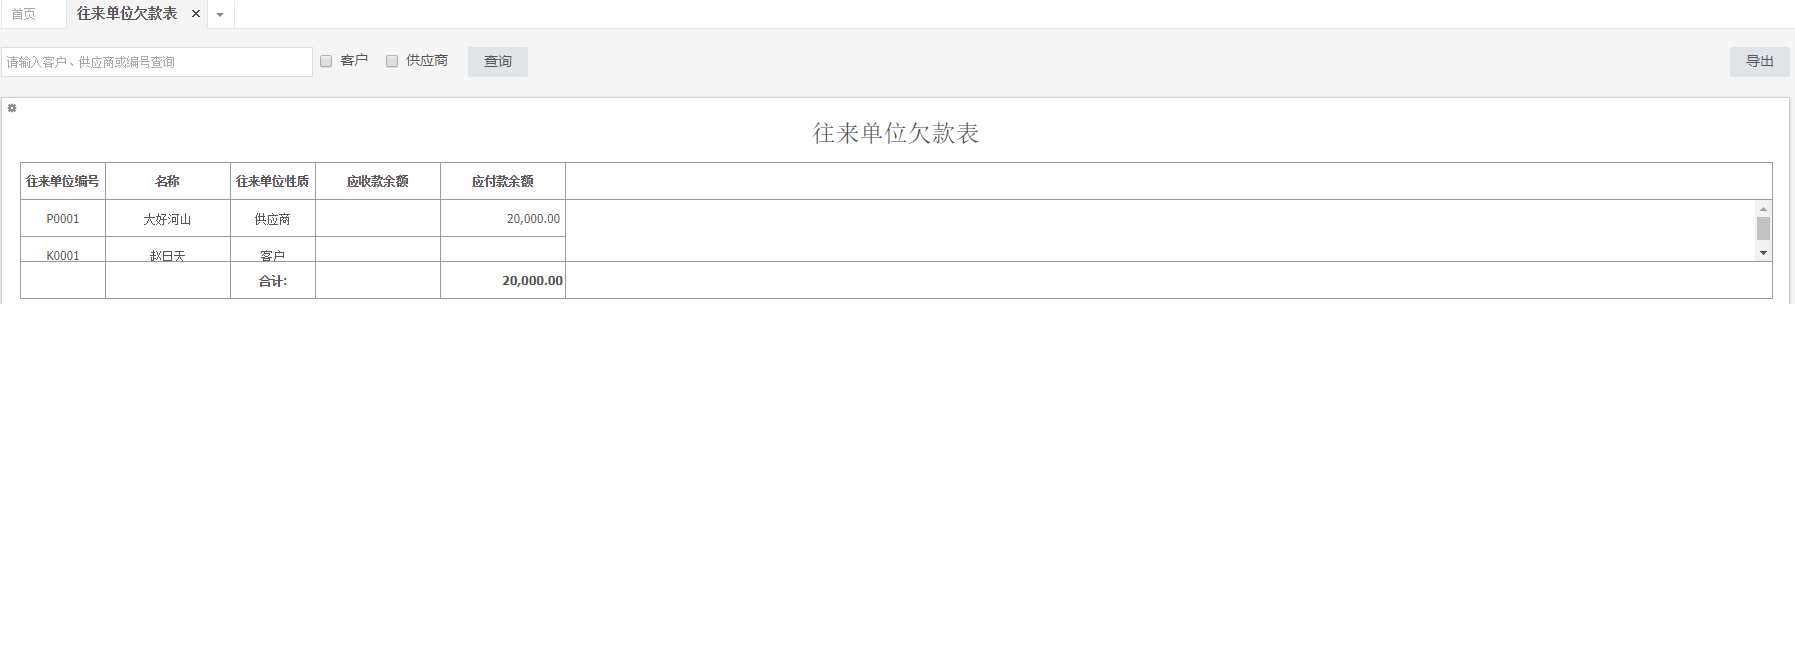 首页 往来单位欠款表 ×
请输入客户、供应商或编号查询 客户 供应商 查询 导出
往来单位欠款表
往来单位编号 名称 往来单位性质 应收款余额 应付款余额
P0001 大好河山 供应商 20,000.00
K0001 赵日天 客户
合计: 20,000.00